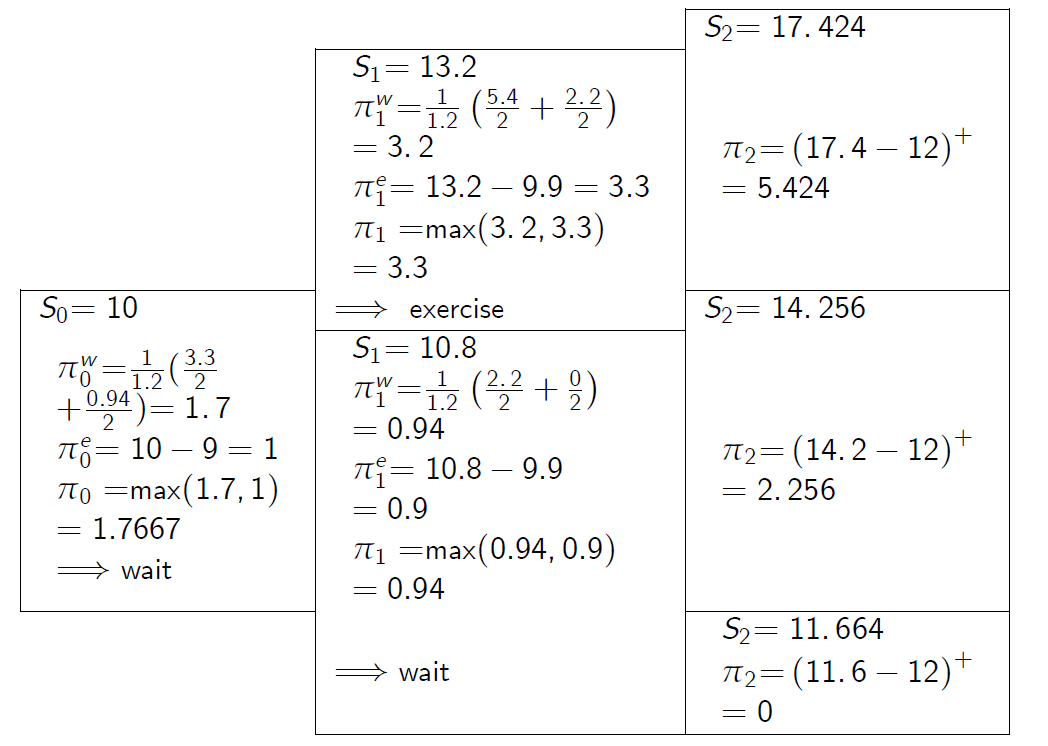 S₀= 10
π₀ʷ=1/1.2(3.3/2
+0.94/2)= 1.7
π₀ᵉ= 10 − 9 = 1
π₀ =max(1.7, 1)
= 1.7667
⟹ wait
S₁= 13.2
π₁ʷ=1/1.2 (5.4/2 + 2.2/2)
= 3.2
π₁ᵉ= 13.2 − 9.9 = 3.3
π₁ =max(3.2, 3.3)
= 3.3
⟹ exercise
S₁= 10.8
π₁ʷ=1/1.2 (2.2/2 + 0/2)
= 0.94
π₁ᵉ= 10.8 − 9.9
= 0.9
π₁ =max(0.94, 0.9)
= 0.94
⟹ wait
S₂= 17.424
π₂= (17.4 − 12)⁺
= 5.424
S₂= 14.256
π₂= (14.2 − 12)⁺
= 2.256
S₂= 11.664
π₂= (11.6 − 12)⁺
= 0